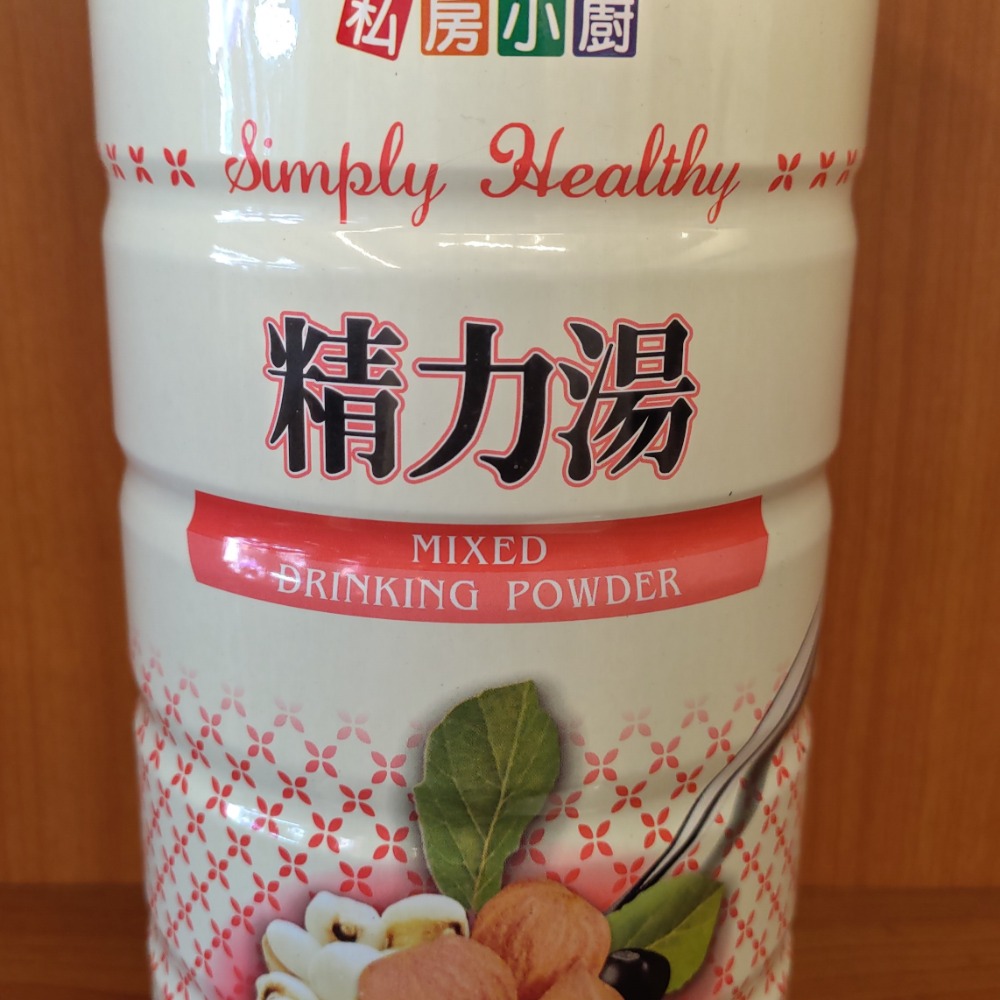 私房小廚
Simply Healthy
精力湯
MIXED
DRINKING POWDER